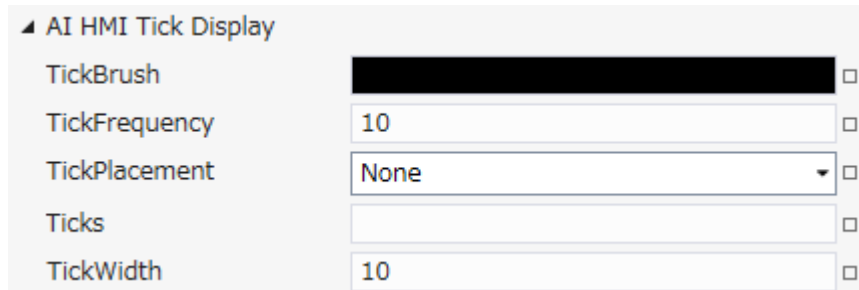 AI HMI Tick Display
TickBrush
TickFrequency 10
TickPlacement None
Ticks
TickWidth 10